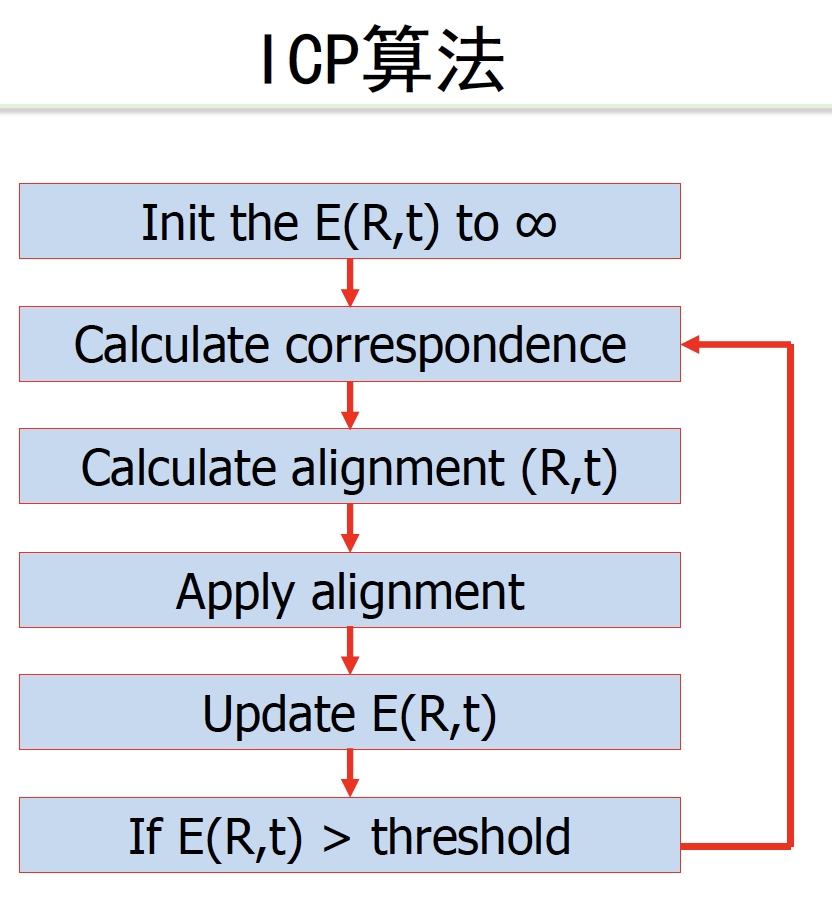 ICP算法
Init the E(R,t) to ∞
Calculate correspondence
Calculate alignment (R,t)
Apply alignment
Update E(R,t)
If E(R,t) > threshold